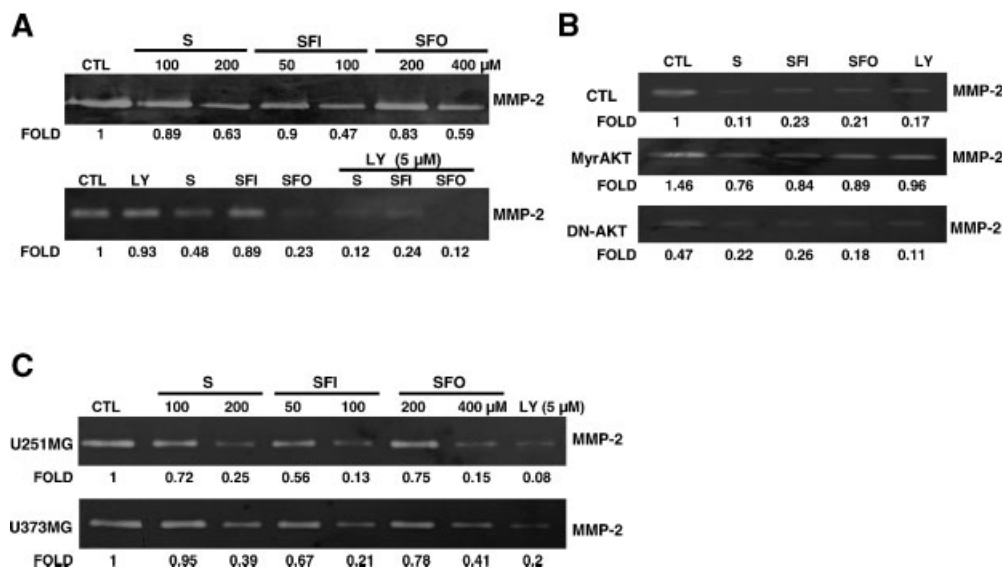 A
S SFI SFO
CTL 100 200 50 100 200 400 µM
MMP-2
FOLD 1 0.89 0.63 0.9 0.47 0.83 0.59
LY (5 µM)
CTL LY S SFI SFO S SFI SFO
MMP-2
FOLD 1 0.93 0.48 0.89 0.23 0.12 0.24 0.12
B
CTL S SFI SFO LY
CTL MMP-2
FOLD 1 0.11 0.23 0.21 0.17
MyrAKT MMP-2
FOLD 1.46 0.76 0.84 0.89 0.96
DN-AKT MMP-2
FOLD 0.47 0.22 0.26 0.18 0.11
C
S SFI SFO
CTL 100 200 50 100 200 400 µM LY (5 µM)
U251MG MMP-2
FOLD 1 0.72 0.25 0.56 0.13 0.75 0.15 0.08
U373MG MMP-2
FOLD 1 0.95 0.39 0.67 0.21 0.78 0.41 0.2